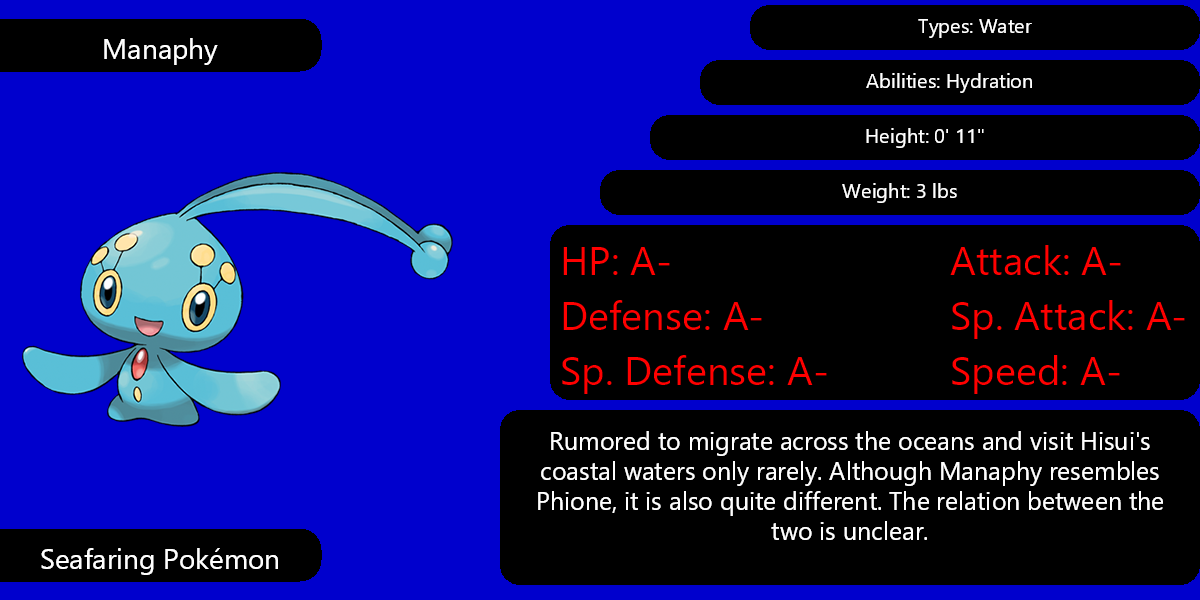 Manaphy
Types: Water
Abilities: Hydration
Height: 0' 11"
Weight: 3 lbs
HP: A-
Attack: A-
Defense: A-
Sp. Attack: A-
Sp. Defense: A-
Speed: A-
Rumored to migrate across the oceans and visit Hisui's
coastal waters only rarely. Although Manaphy resembles
Phione, it is also quite different. The relation between the
two is unclear.
Seafaring Pokémon